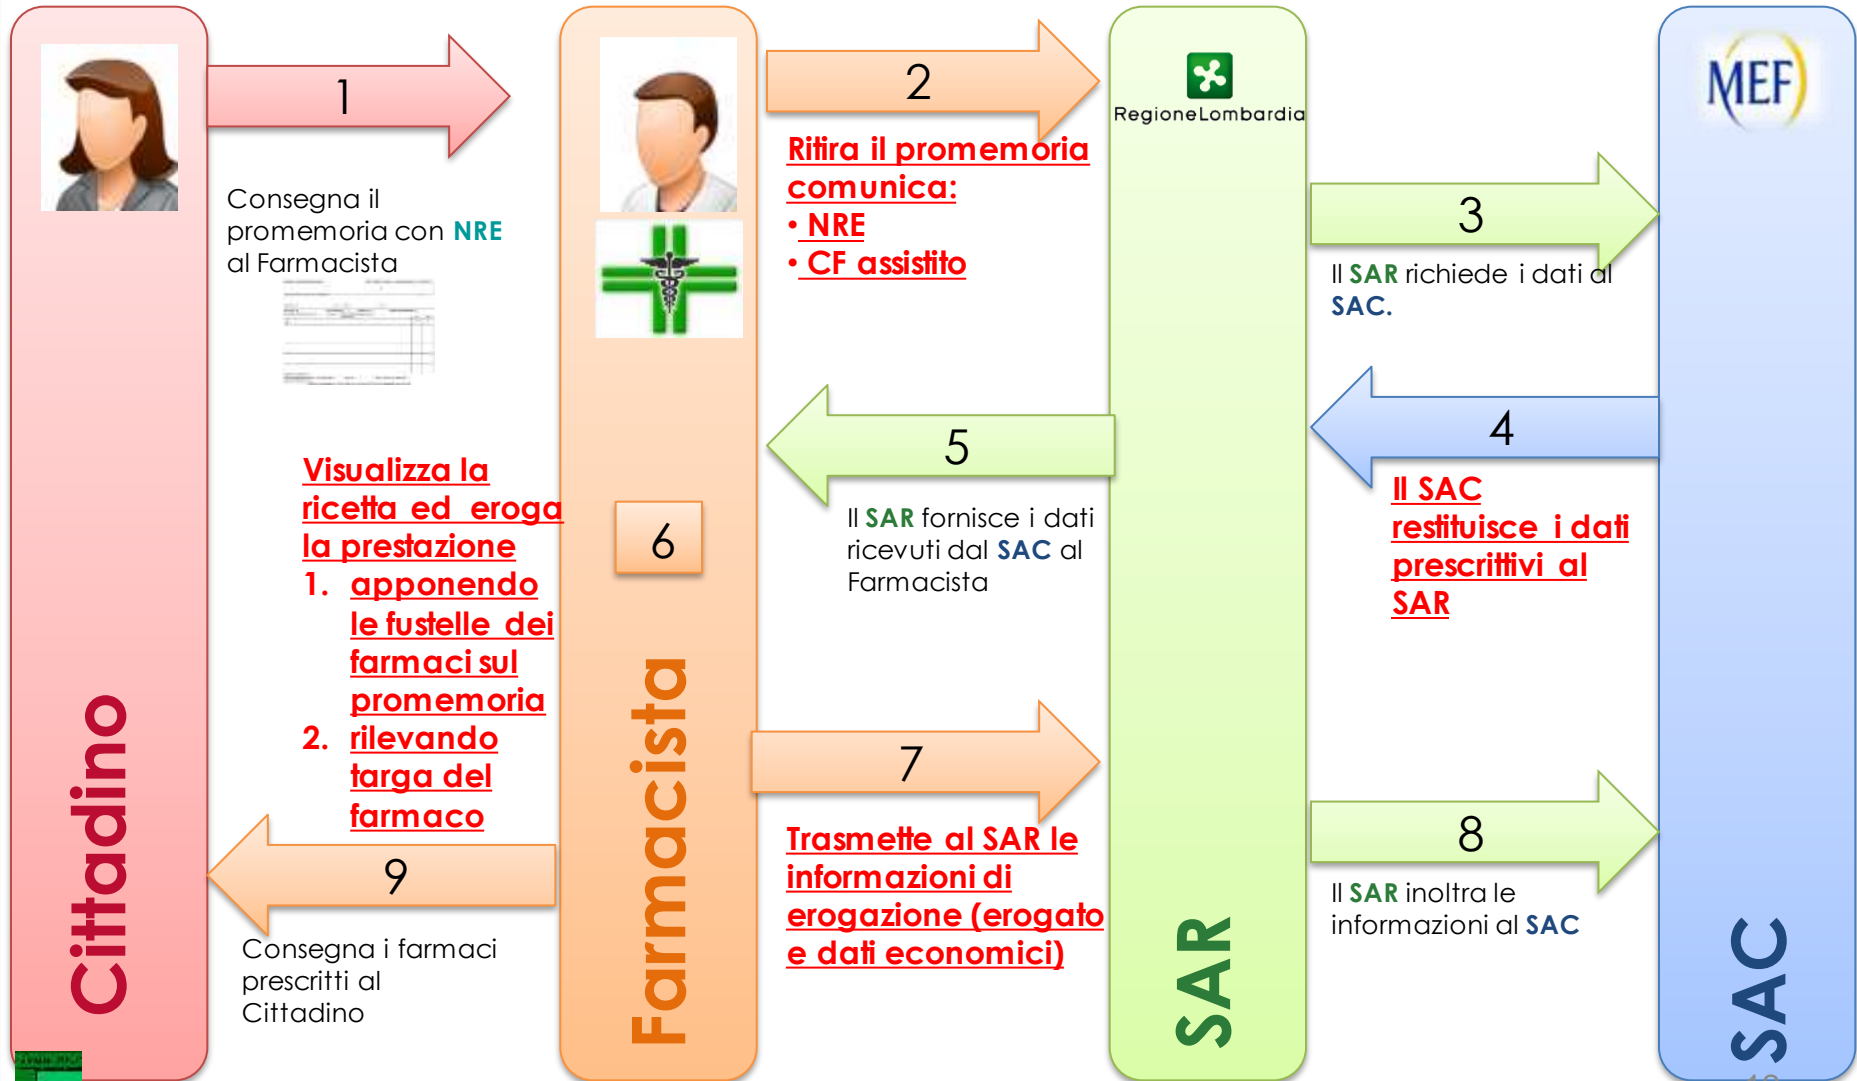 1
Consegna il
promemoria con NRE
al Farmacista
2
Ritira il promemoria
comunica:
• NRE
• CF assistito
RegioneLombardia
MEF
3
Il SAR richiede i dati al
SAC.
4
Il SAC
restituisce i dati
prescrittivi al
SAR
5
Il SAR fornisce i dati
ricevuti dal SAC al
Farmacista
6
Visualizza la
ricetta ed eroga
la prestazione
1. apponendo
le fustelle dei
farmaci sul
promemoria
2. rilevando
targa del
farmaco
7
Trasmette al SAR le
informazioni di
erogazione (erogato
e dati economici)
8
Il SAR inoltra le
informazioni al SAC
9
Consegna i farmaci
prescritti al
Cittadino
Cittadino
Farmacista
SAR
SAC